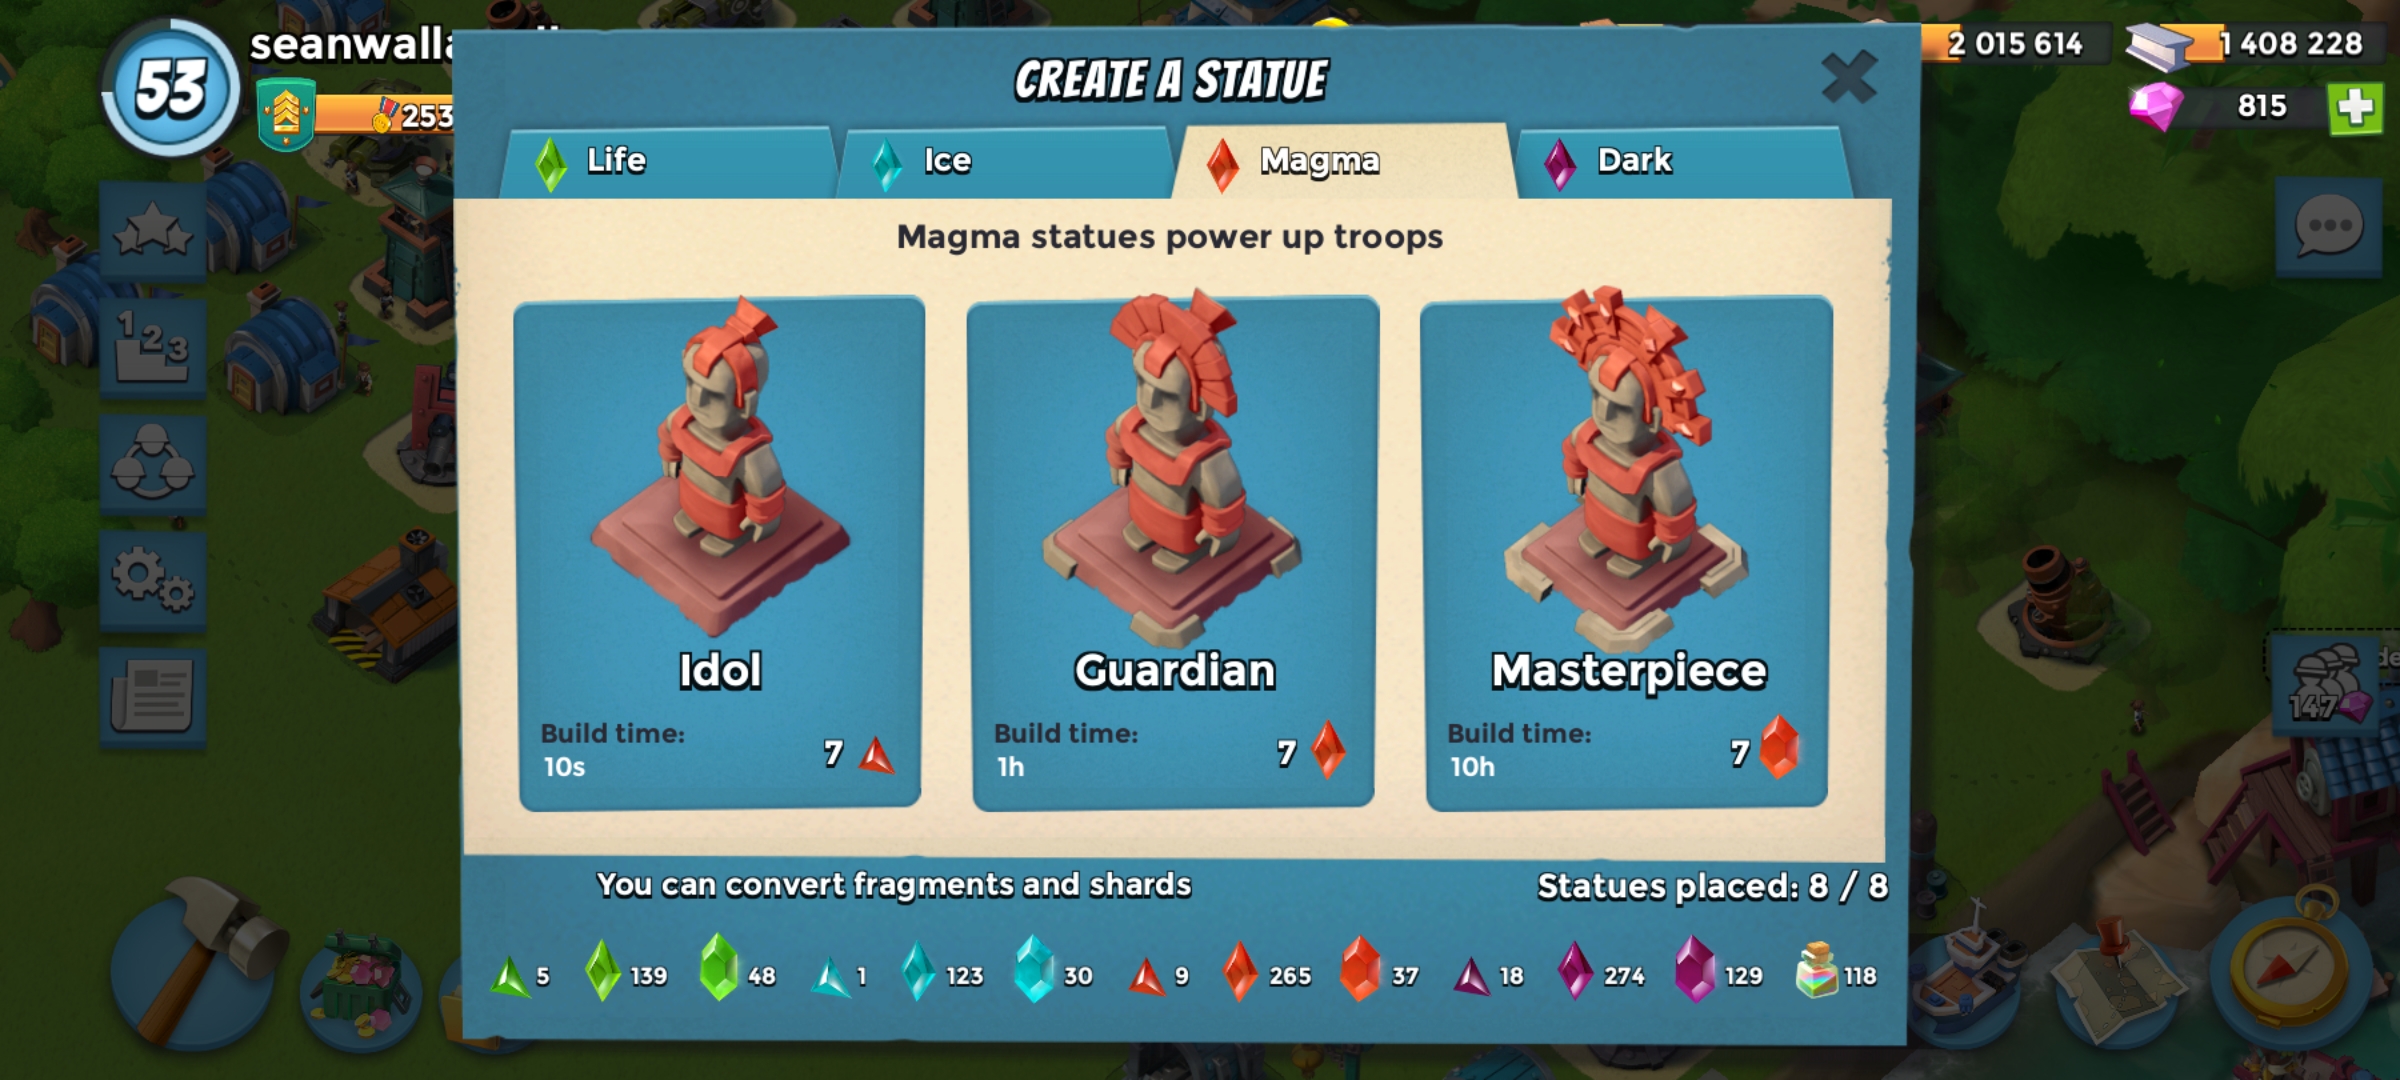 53
CREATE A STATUE
2 015 614
1 408 228
253
815
Life
Ice
Magma
Dark
Magma statues power up troops
1 2 3
Idol
Guardian
Masterpiece
147
Build time:
10s
7
Build time:
1h
7
Build time:
10h
7
You can convert fragments and shards
Statues placed: 8 / 8
5
139
48
1
123
30
9
265
37
18
274
129
118